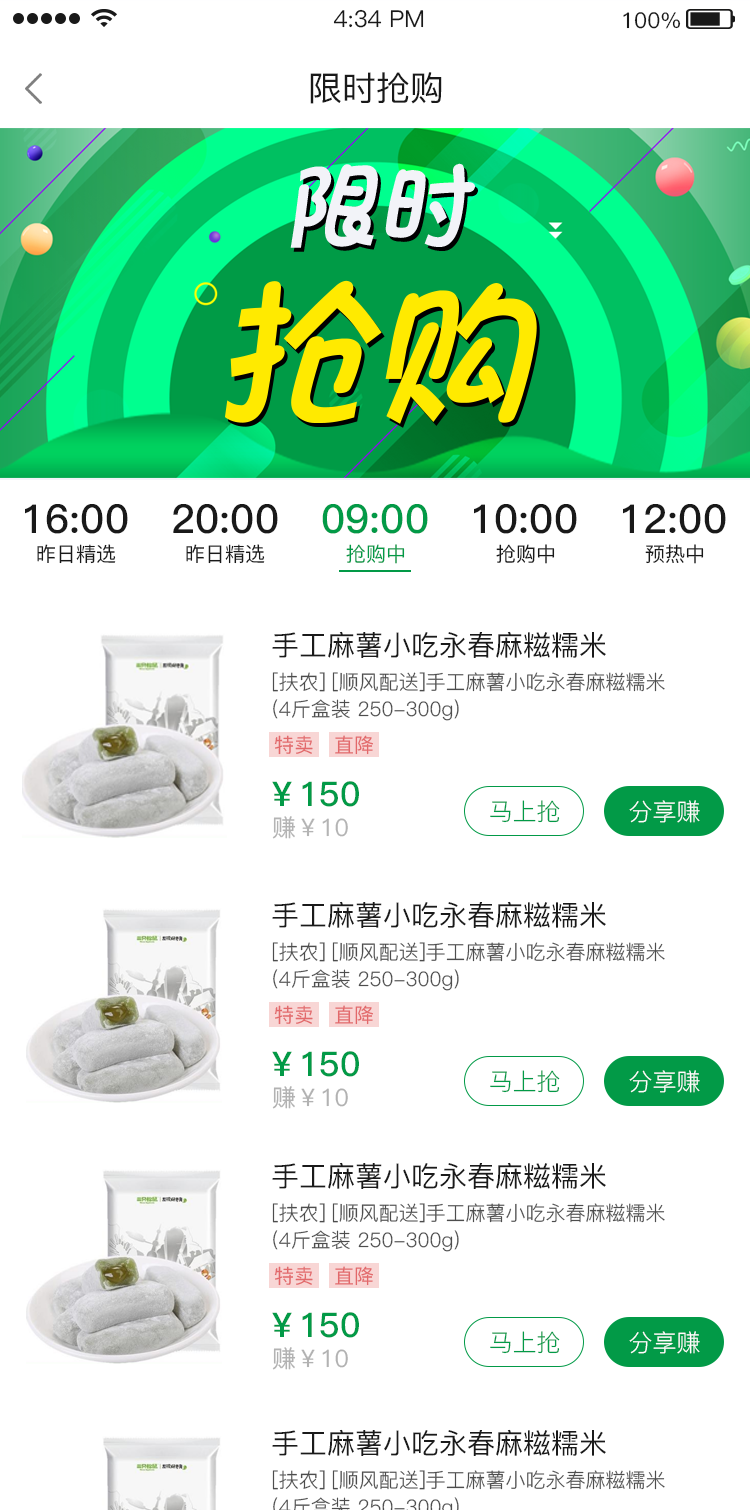 4:34 PM
100%
限时抢购
限时
抢购
16:00 20:00 09:00 10:00 12:00
昨日精选 昨日精选 抢购中 抢购中 预热中
手工麻薯小吃永春麻糍糯米
[扶农] [顺风配送]手工麻薯小吃永春麻糍糯米
(4斤盒装 250-300g)
特卖 直降
¥150
赚¥10
马上抢 分享赚
手工麻薯小吃永春麻糍糯米
[扶农] [顺风配送]手工麻薯小吃永春麻糍糯米
(4斤盒装 250-300g)
特卖 直降
¥150
赚¥10
马上抢 分享赚
手工麻薯小吃永春麻糍糯米
[扶农] [顺风配送]手工麻薯小吃永春麻糍糯米
(4斤盒装 250-300g)
特卖 直降
¥150
赚¥10
马上抢 分享赚
手工麻薯小吃永春麻糍糯米
[扶农] [顺风配送]手工麻薯小吃永春麻糍糯米
(4斤盒装 250-300g)